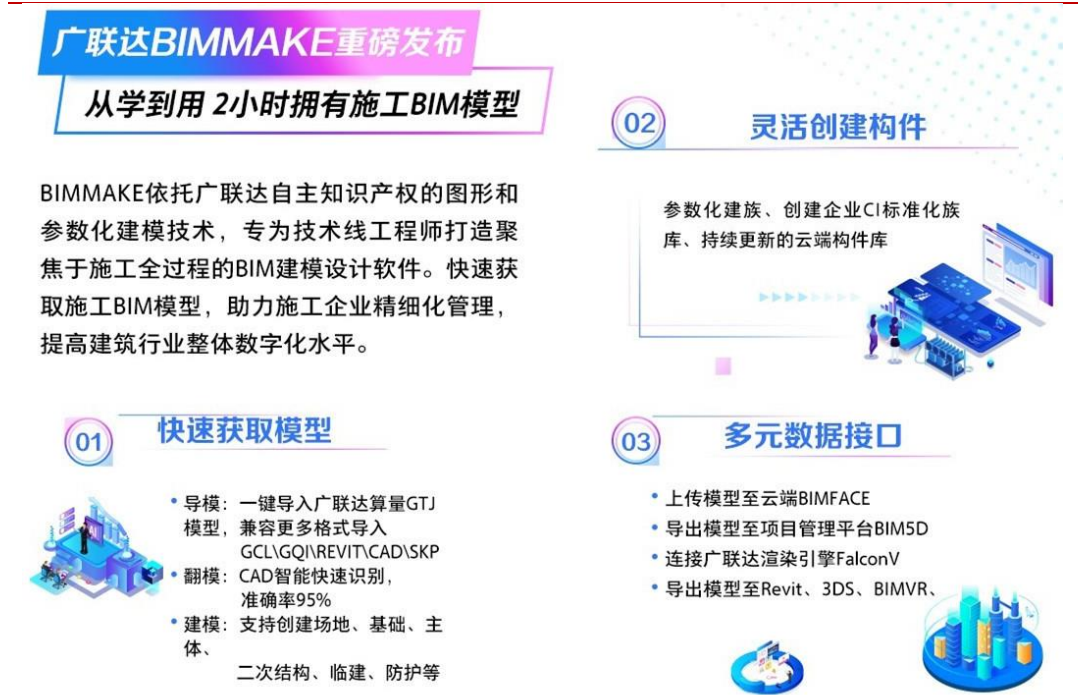 广联达BIMMAKE重磅发布
从学到用 2小时拥有施工BIM模型
BIMMAKE依托广联达自主知识产权的图形和
参数化建模技术，专为技术线工程师打造聚
焦于施工全过程的BIM建模设计软件。快速获
取施工BIM模型，助力施工企业精细化管理，
提高建筑行业整体数字化水平。
01
快速获取模型
• 导模：一键导入广联达算量GTJ
模型，兼容更多格式导入
GCL\GQI\REVIT\CAD\SKP
• 翻模：CAD智能快速识别，
准确率95%
• 建模：支持创建场地、基础、主
体、
二次结构、临建、防护等
02
灵活创建构件
参数化建族、创建企业CI标准化族
库、持续更新的云端构件库
03
多元数据接口
• 上传模型至云端BIMFACE
• 导出模型至项目管理平台BIM5D
• 连接广联达渲染引擎FalconV
• 导出模型至Revit、3DS、BIMVR、